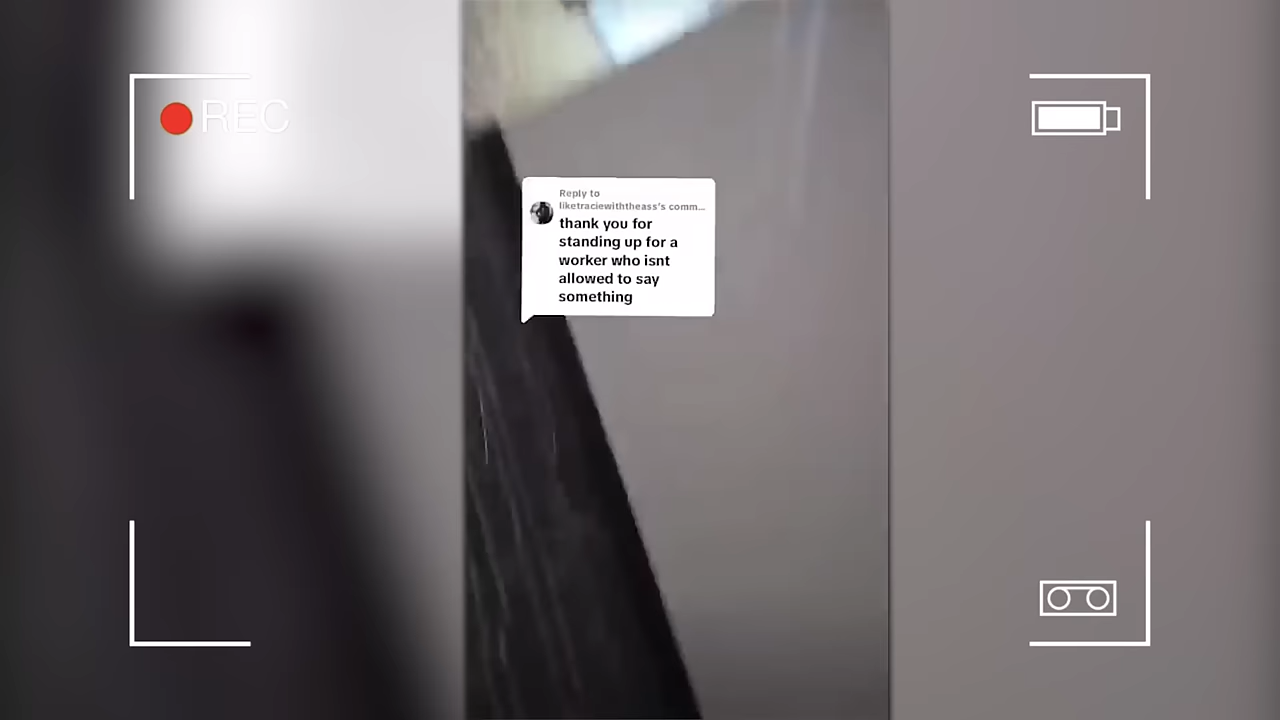 REC
Reply to
liketraciewiththeass's comm...
thank you for
standing up for a
worker who isnt
allowed to say
something